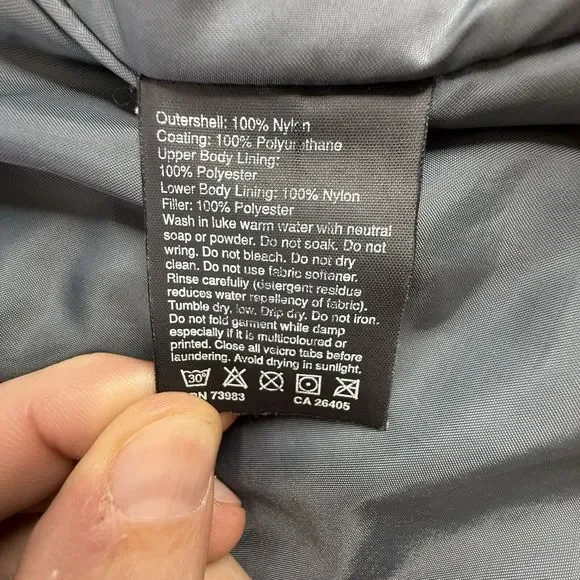 Outershell: 100% Nylon
Coating: 100% Polyurethane
Upper Body Lining:
100% Polyester
Lower Body Lining: 100% Nylon
Filler: 100% Polyester
Wash in luke warm water with neutral
soap or powder. Do not soak. Do not
wring. Do not bleach. Do not dry
clean. Do not use fabric softener.
Rinse carefully (detergent residue
reduces water repellency of fabric).
Tumble dry, low. Drip dry. Do not iron.
Do not fold garment while damp
especially if it is multicoloured or
printed. Close all velcro tabs before
laundering. Avoid drying in sunlight.
30°
RN 73983 CA 26405